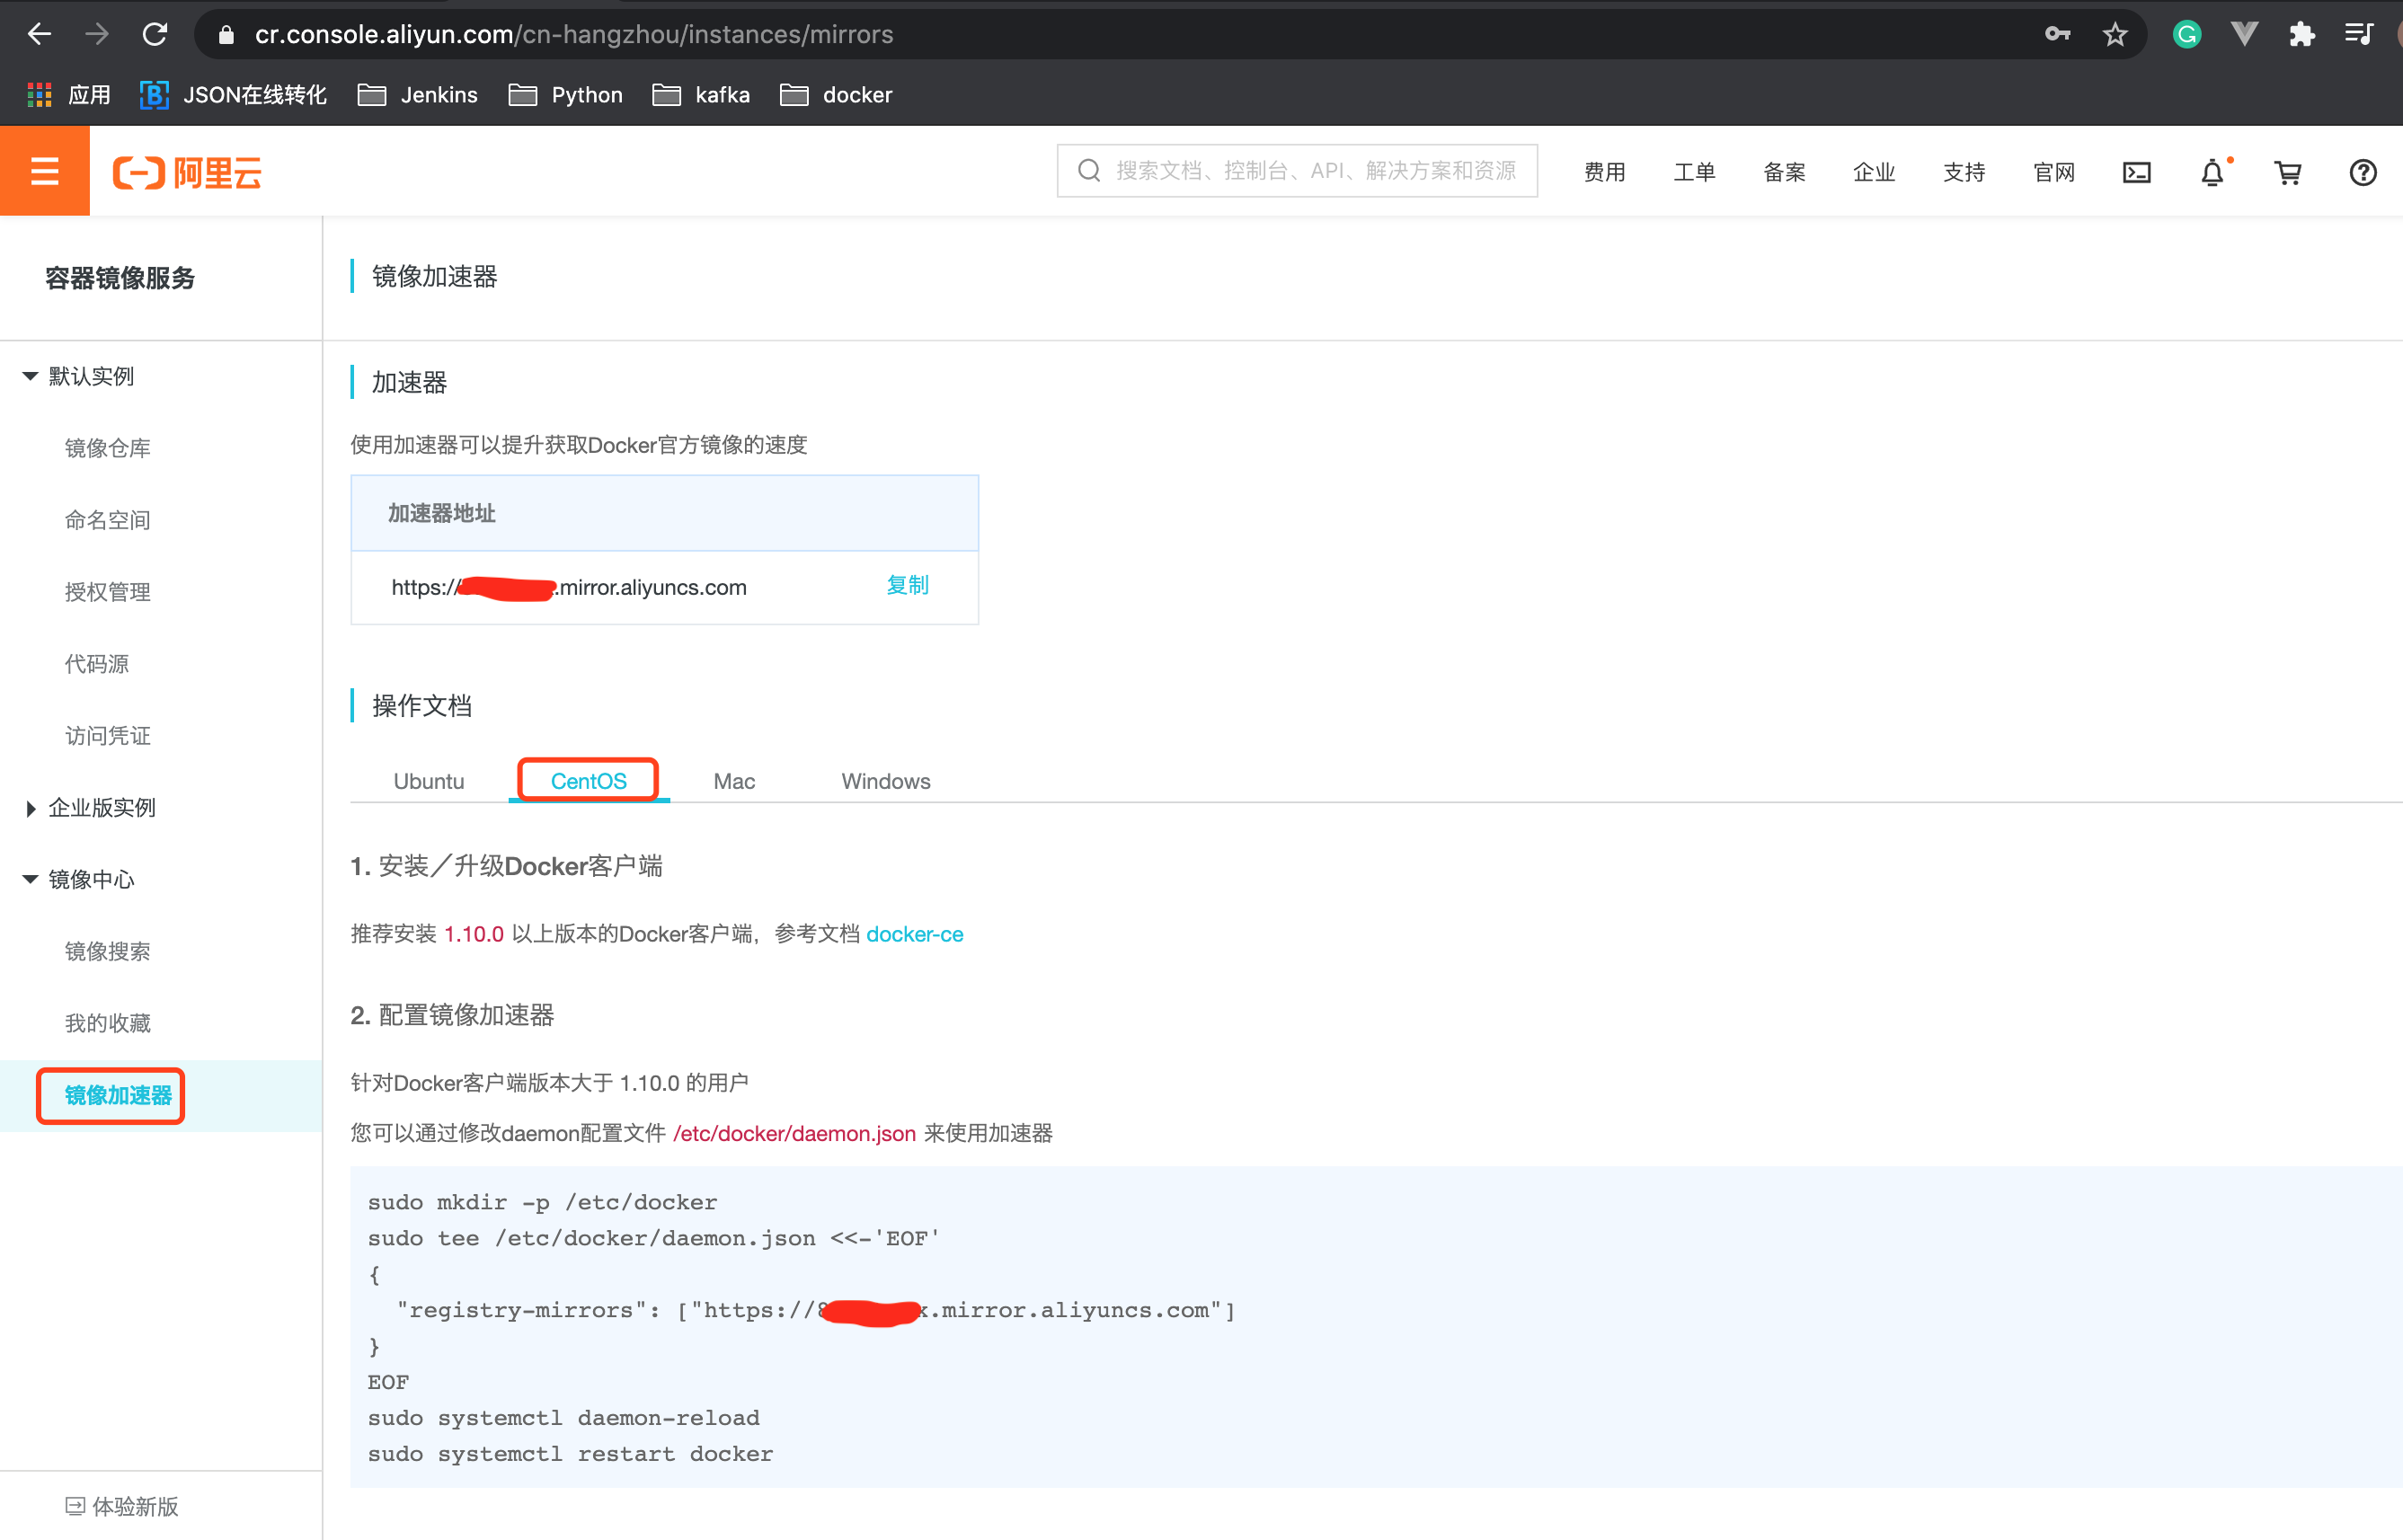 cr.console.aliyun.com/cn-hangzhou/instances/mirrors
应用 JSON在线转化 Jenkins Python kafka docker
阿里云 搜索文档、控制台、API、解决方案和资源 费用 工单 备案 企业 支持 官网
容器镜像服务
默认实例
镜像仓库
命名空间
授权管理
代码源
访问凭证
企业版实例
镜像中心
镜像搜索
我的收藏
镜像加速器
体验新版
镜像加速器
加速器
使用加速器可以提升获取Docker官方镜像的速度
加速器地址
https:// .mirror.aliyuncs.com 复制
操作文档
Ubuntu CentOS Mac Windows
1. 安装／升级Docker客户端
推荐安装 1.10.0 以上版本的Docker客户端，参考文档 docker-ce
2. 配置镜像加速器
针对Docker客户端版本大于 1.10.0 的用户
您可以通过修改daemon配置文件 /etc/docker/daemon.json 来使用加速器
sudo mkdir -p /etc/docker
sudo tee /etc/docker/daemon.json <<-'EOF'
{
"registry-mirrors": ["https://8 x.mirror.aliyuncs.com"]
}
EOF
sudo systemctl daemon-reload
sudo systemctl restart docker